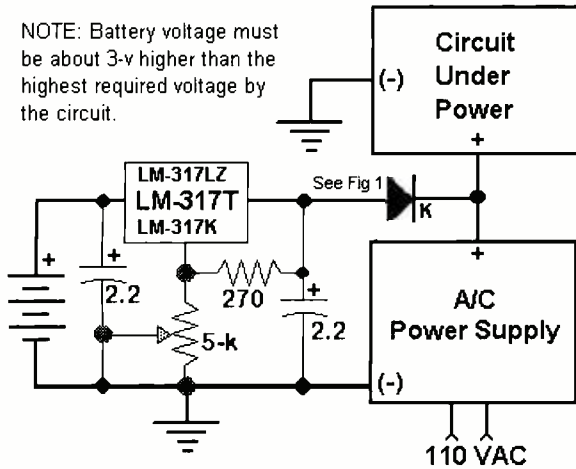 NOTE: Battery voltage must
be about 3-v higher than the
highest required voltage by
the circuit.
Circuit
Under
Power
(-)
+
LM-317LZ
LM-317T
LM-317K
See Fig 1
K
+
+
2.2
270
+
2.2
5-k
+
A/C
Power Supply
(-)
110 VAC